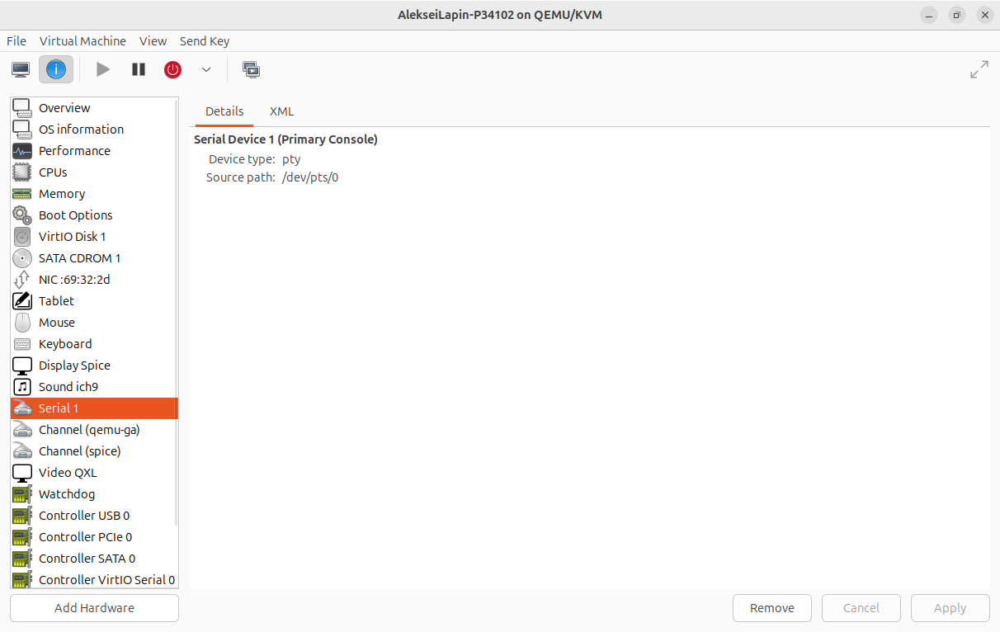 AlekseiLapin-P34102 on QEMU/KVM
File Virtual Machine View Send Key
Overview
OS information
Performance
CPUs
Memory
Boot Options
VirtIO Disk 1
SATA CDROM 1
NIC :69:32:2d
Tablet
Mouse
Keyboard
Display Spice
Sound ich9
Serial 1
Channel (qemu-ga)
Channel (spice)
Video QXL
Watchdog
Controller USB 0
Controller PCIe 0
Controller SATA 0
Controller VirtIO Serial 0
Add Hardware
Details XML
Serial Device 1 (Primary Console)
Device type: pty
Source path: /dev/pts/0
Remove Cancel Apply